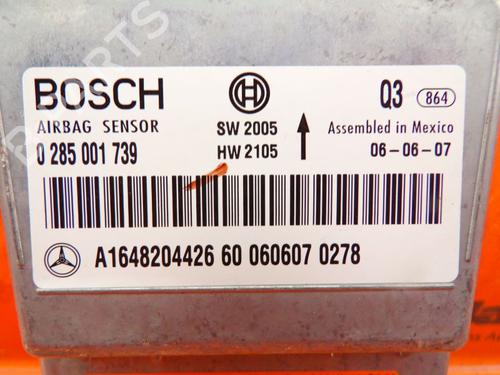 BOSCH
Q3 864
AIRBAG SENSOR
SW 2005
Assembled in Mexico
0 285 001 739
HW 2105
06-06-07
A1648204426 60 060607 0278